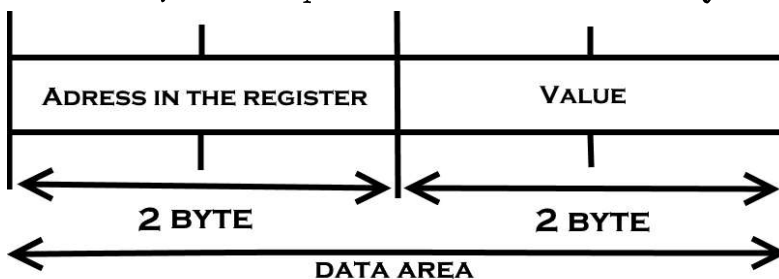 ADRESS IN THE REGISTER VALUE
2 BYTE 2 BYTE
DATA AREA